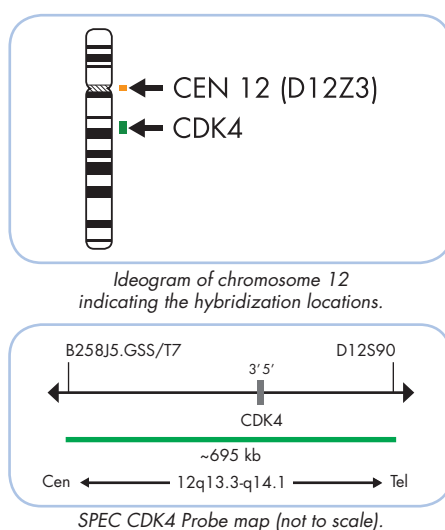 CEN 12 (D12Z3)
CDK4
Ideogram of chromosome 12
indicating the hybridization locations.
B258J5.GSS/T7 D12S90
3' 5'
CDK4
~695 kb
Cen 12q13.3-q14.1 Tel
SPEC CDK4 Probe map (not to scale).